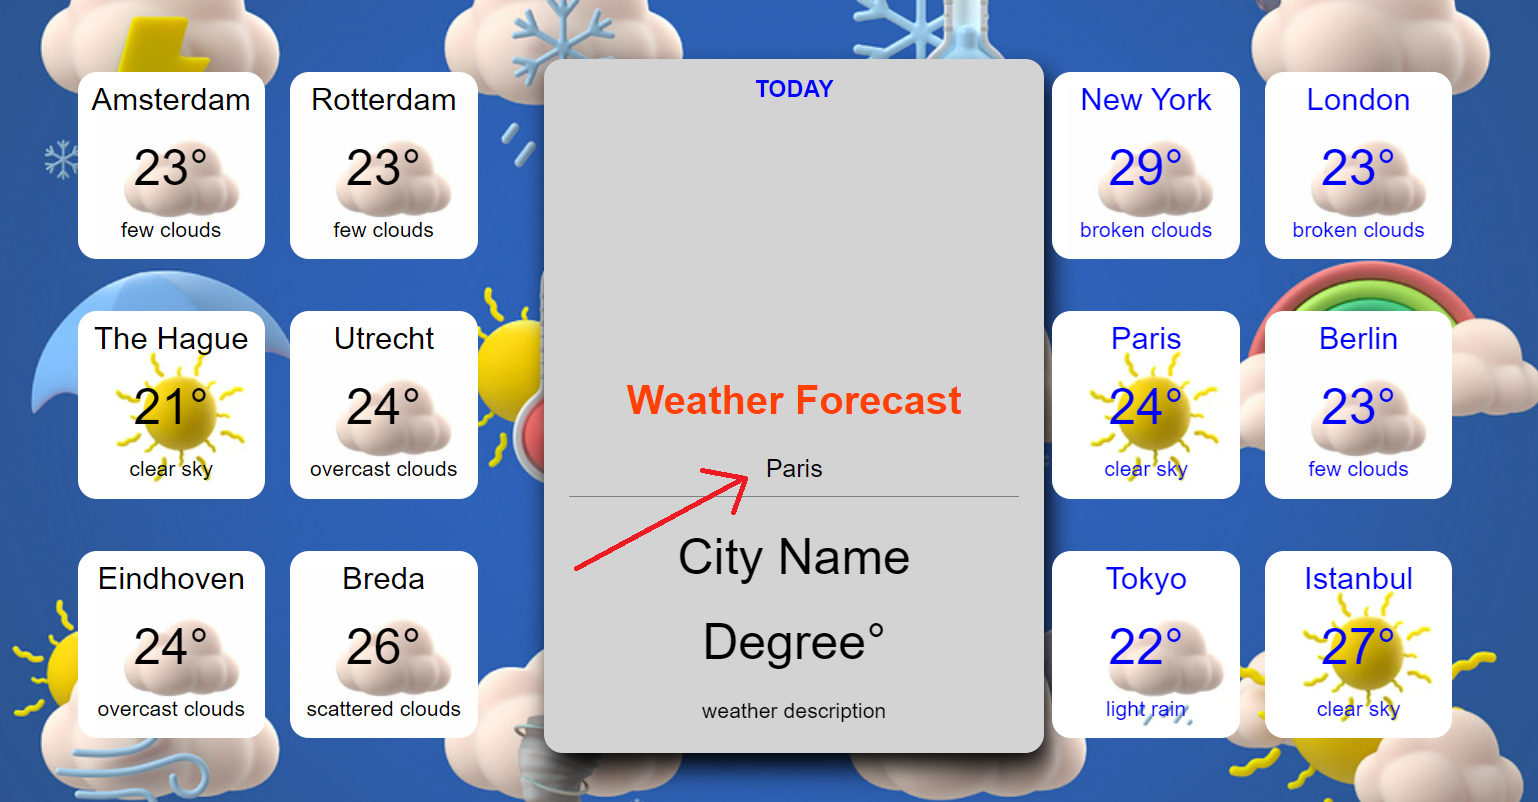 Amsterdam
23°
few clouds
Rotterdam
23°
few clouds
The Hague
21°
clear sky
Utrecht
24°
overcast clouds
Eindhoven
24°
overcast clouds
Breda
26°
scattered clouds
TODAY
Weather Forecast
Paris
City Name
Degree°
weather description
New York
29°
broken clouds
London
23°
broken clouds
Paris
24°
clear sky
Berlin
23°
few clouds
Tokyo
22°
light rain
Istanbul
27°
clear sky